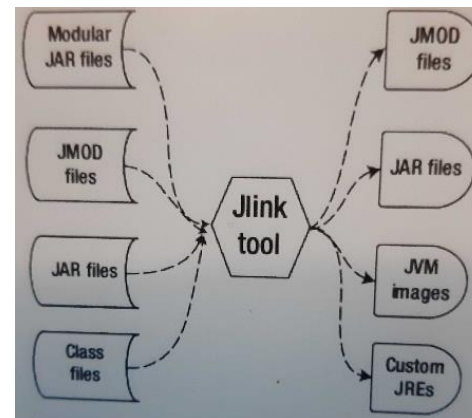 Modular
JAR files
JMOD
files
JAR files
Class
files
Jlink
tool
JMOD
files
JAR files
JVM
images
Custom
JREs